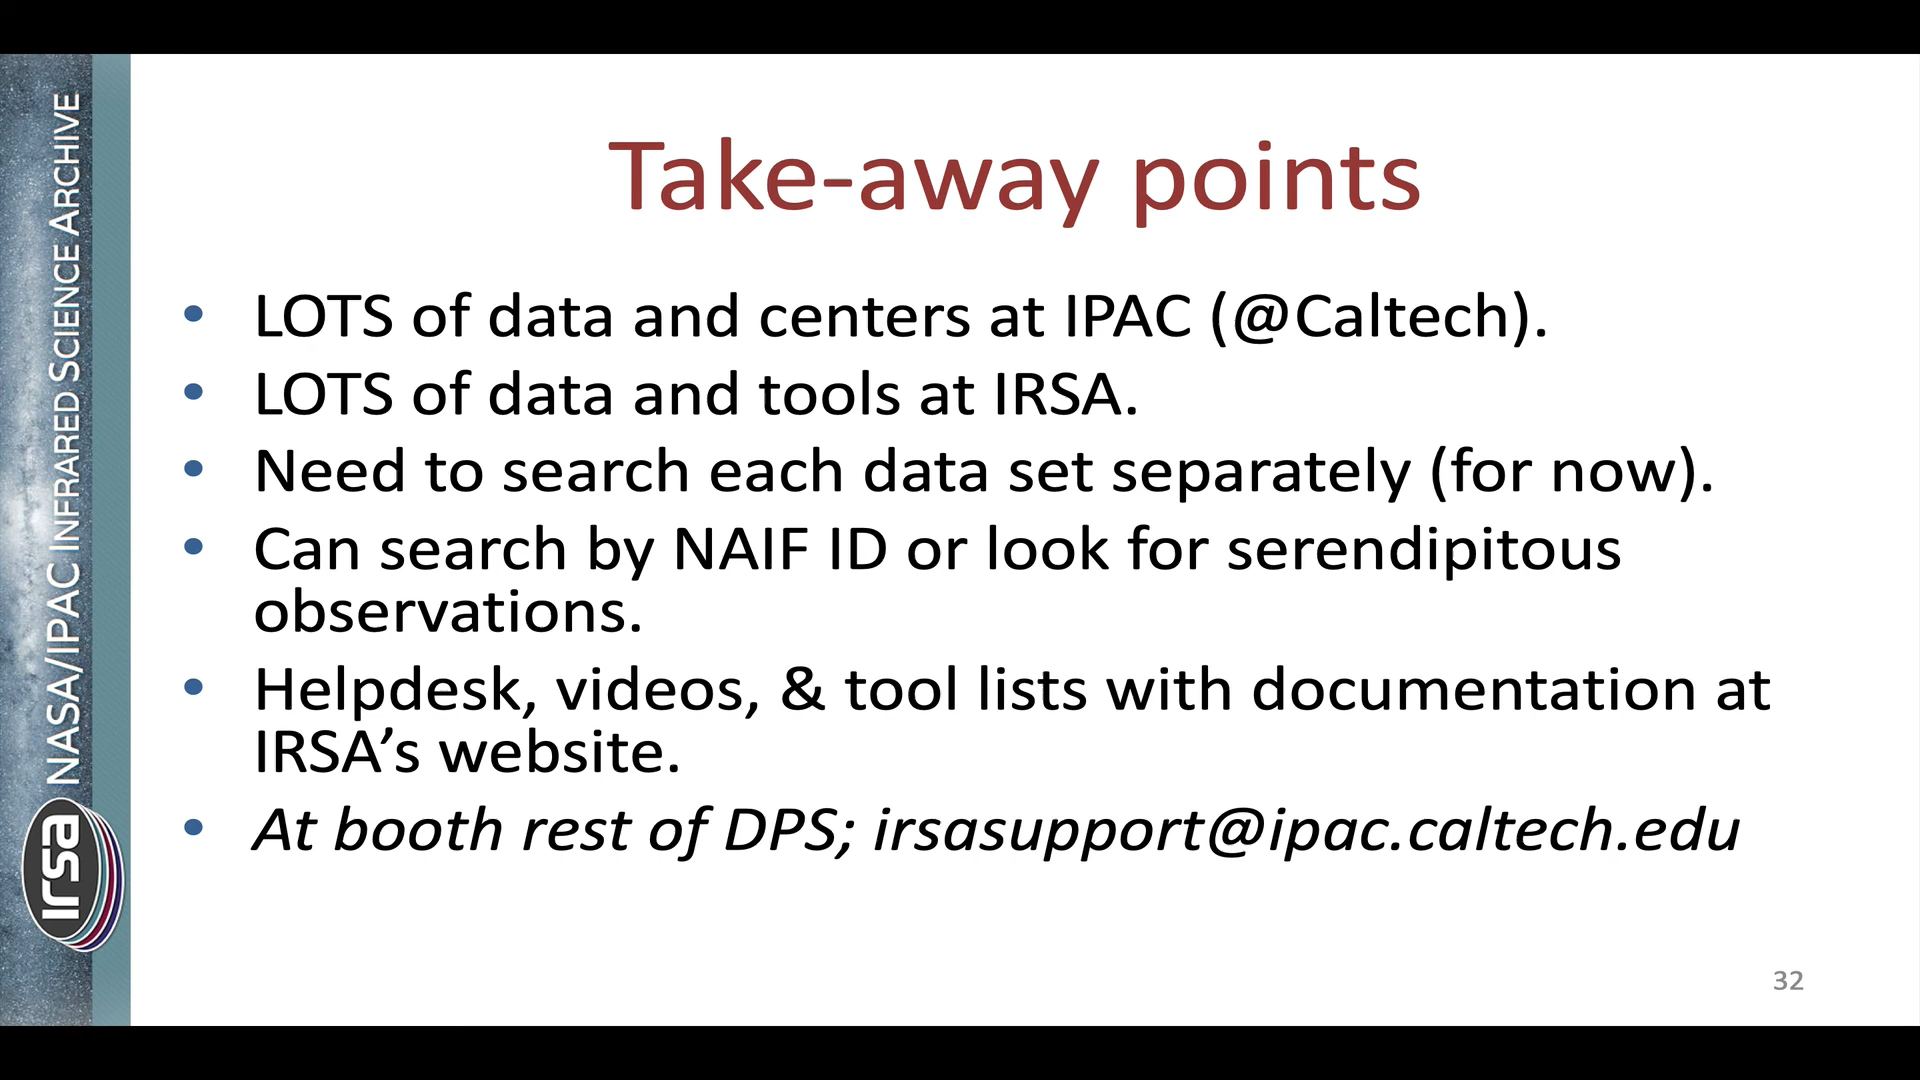 Take-away points
• LOTS of data and centers at IPAC (@Caltech).
• LOTS of data and tools at IRSA.
• Need to search each data set separately (for now).
• Can search by NAIF ID or look for serendipitous
observations.
• Helpdesk, videos, & tool lists with documentation at
IRSA’s website.
• At booth rest of DPS; irsasupport@ipac.caltech.edu
32
NASA/IPAC INFRARED SCIENCE ARCHIVE
irsa